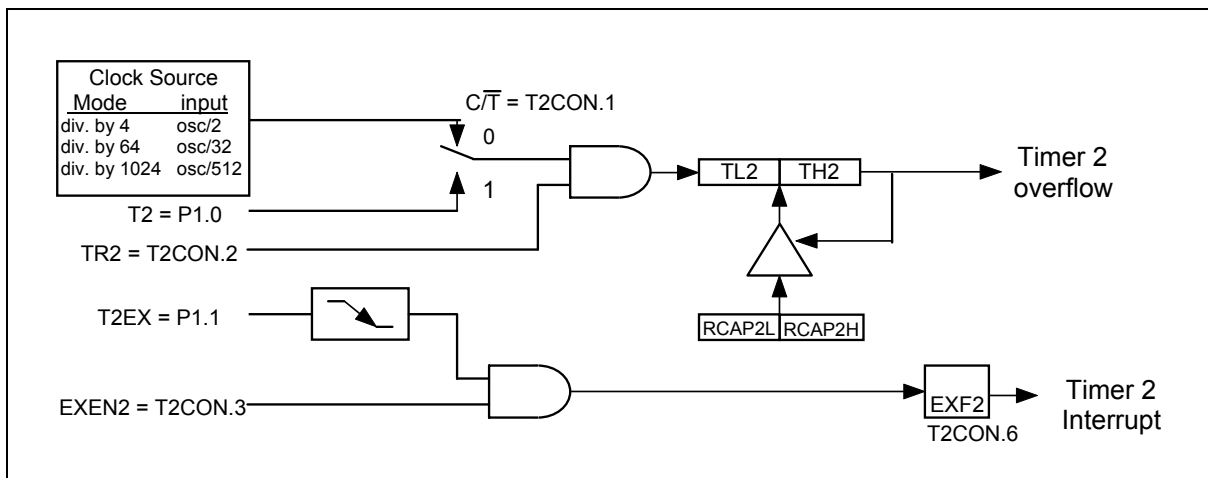 Clock Source
Mode input
div. by 4 osc/2
div. by 64 osc/32
div. by 1024 osc/512
C/T̅ = T2CON.1
0
1
T2 = P1.0
TR2 = T2CON.2
TL2 TH2
Timer 2
overflow
T2EX = P1.1
RCAP2L RCAP2H
EXEN2 = T2CON.3
EXF2
T2CON.6
Timer 2
Interrupt